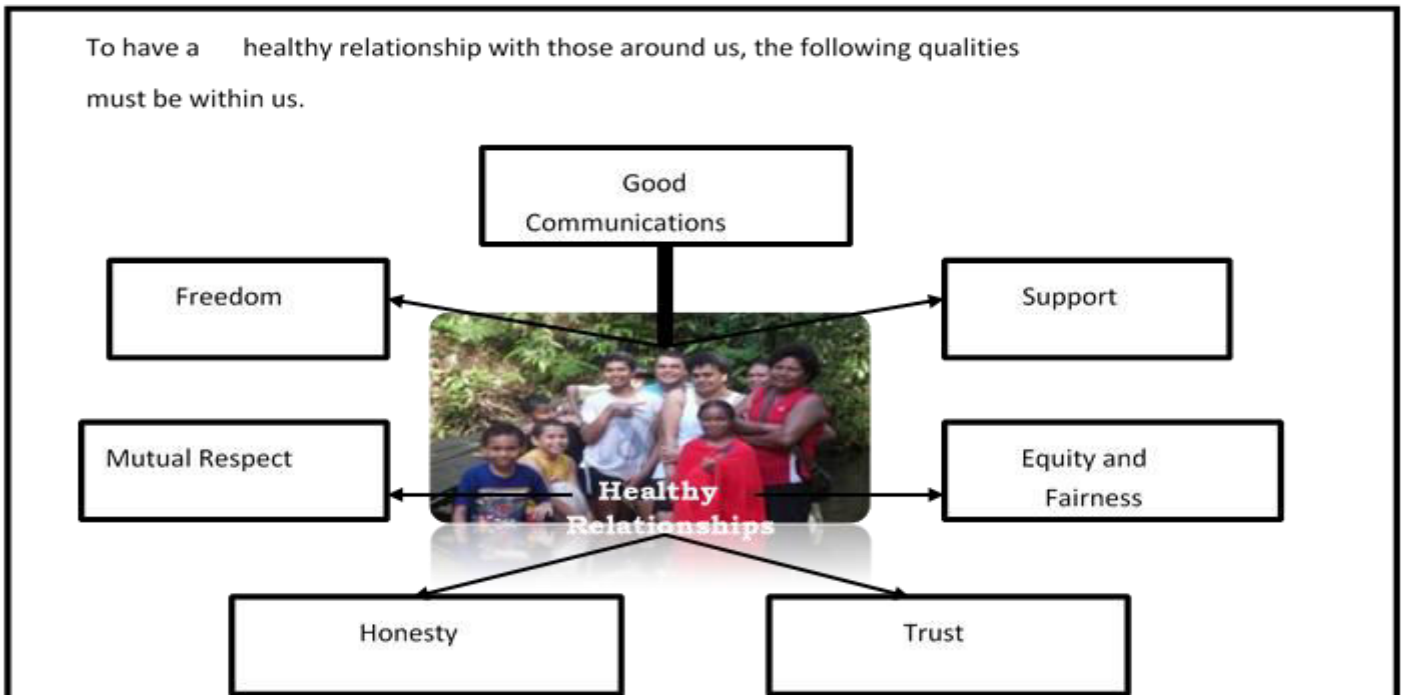 To have a healthy relationship with those around us, the following qualities
must be within us.
Good
Communications
Freedom
Support
Mutual Respect
Equity and
Fairness
Healthy
Relationships
Honesty
Trust